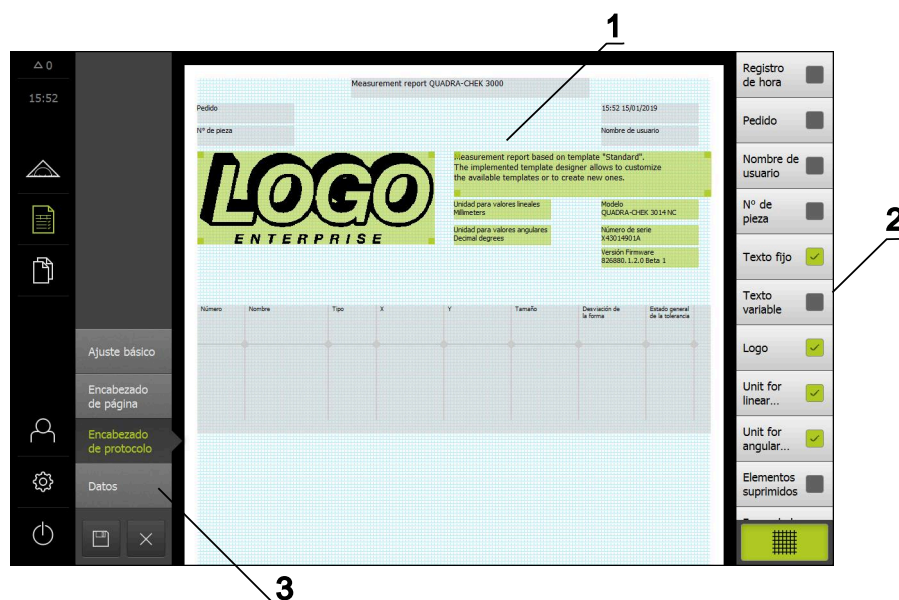 1
△ 0
15:52
Measurement report QUADRA-CHEK 3000
Pedido
15:52 15/01/2019
Nº de pieza
Nombre de usuario
LOGO
ENTERPRISE
Measurement report based on template "Standard".
The implemented template designer allows to customize
the available templates or to create new ones.
Unidad para valores lineales
Millimeters
Modelo
QUADRA-CHEK 3014 NC
Unidad para valores angulares
Decimal degrees
Número de serie
X43014901A
Versión Firmware
826880.1.2.0 Beta 1
Número
Nombre
Tipo
X
Y
Tamaño
Desviación de
la forma
Estado general
de la tolerancia
Ajuste básico
Encabezado
de página
Encabezado
de protocolo
Datos
Registro
de hora
Pedido
Nombre de
usuario
Nº de
pieza
Texto fijo
Texto
variable
Logo
Unit for
linear...
Unit for
angular...
Elementos
suprimidos
2
3